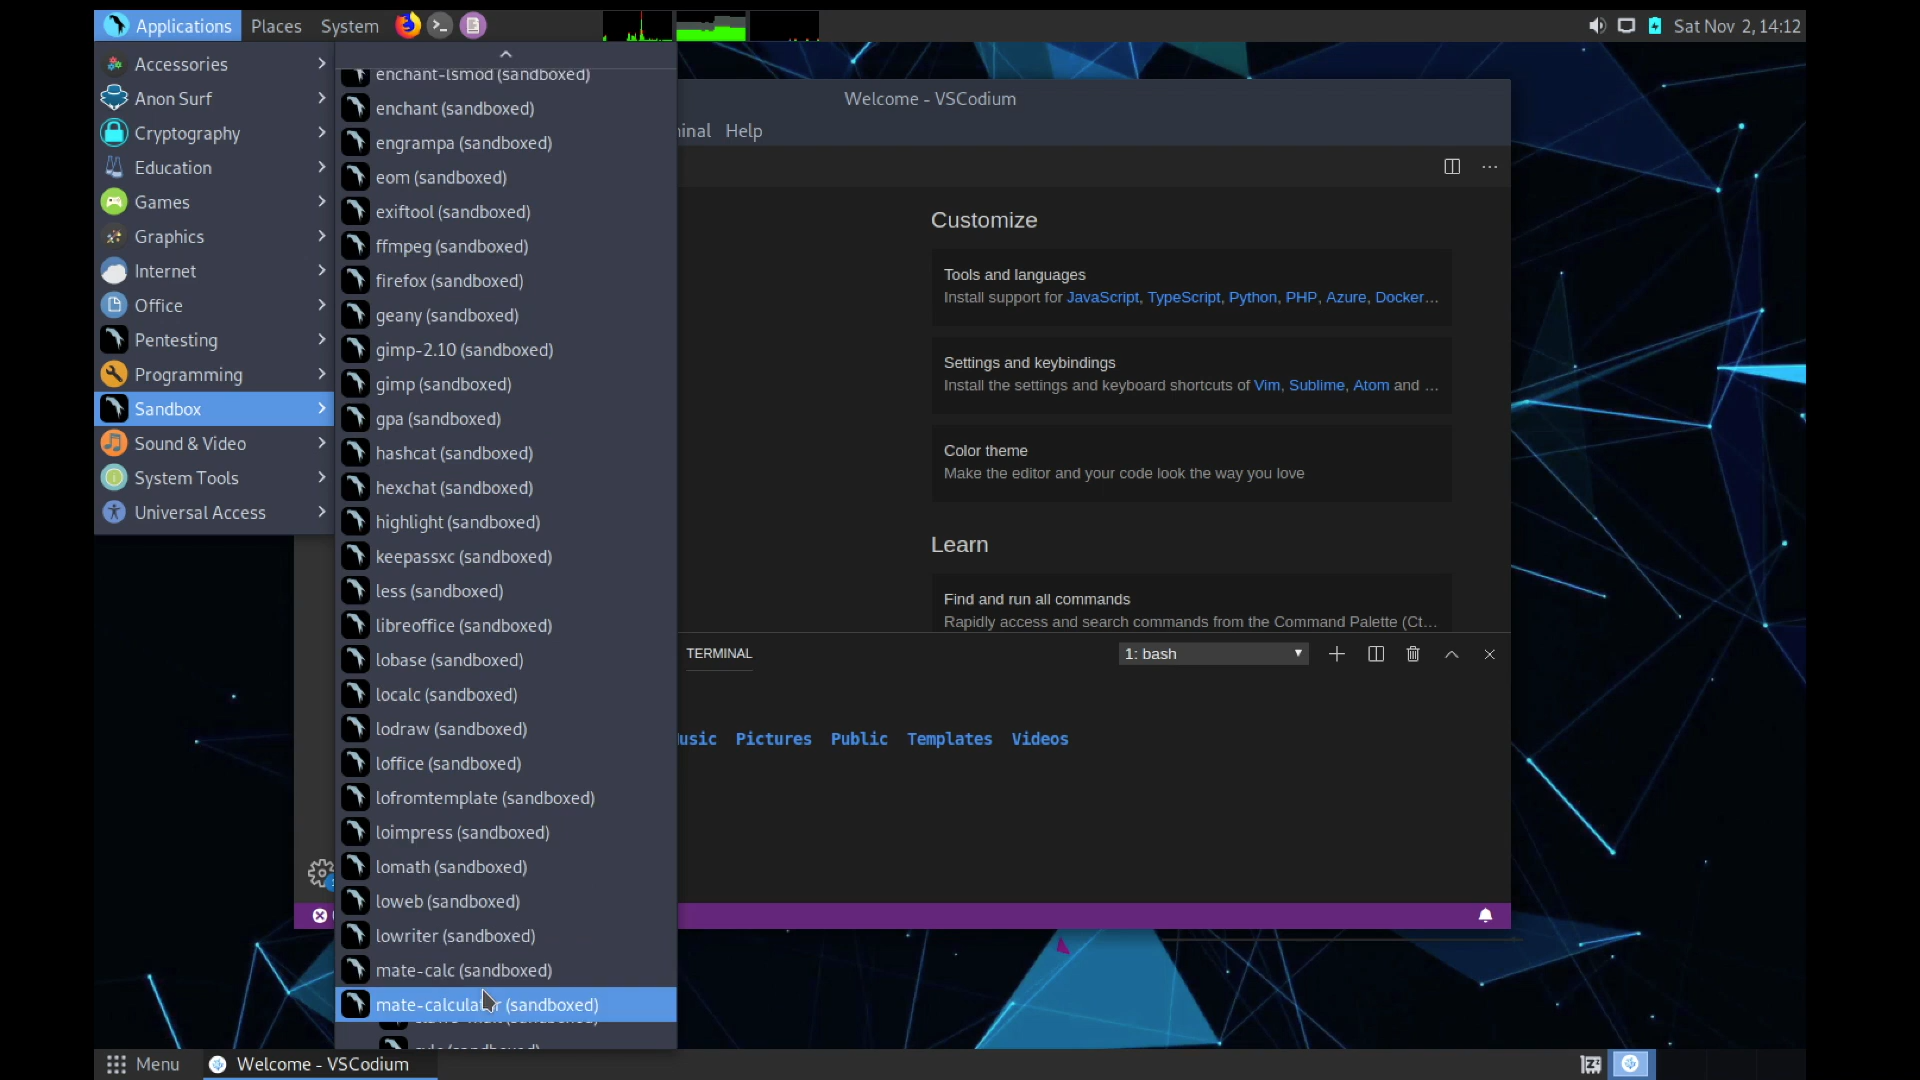 Applications Places System
Sat Nov 2, 14:12
Accessories
Anon Surf
Cryptography
Education
Games
Graphics
Internet
Office
Pentesting
Programming
Sandbox
Sound & Video
System Tools
Universal Access
enchant-lsmod (sandboxed)
enchant (sandboxed)
engrampa (sandboxed)
eom (sandboxed)
exiftool (sandboxed)
ffmpeg (sandboxed)
firefox (sandboxed)
geany (sandboxed)
gimp-2.10 (sandboxed)
gimp (sandboxed)
gpa (sandboxed)
hashcat (sandboxed)
hexchat (sandboxed)
highlight (sandboxed)
keepassxc (sandboxed)
less (sandboxed)
libreoffice (sandboxed)
lobase (sandboxed)
localc (sandboxed)
lodraw (sandboxed)
loffice (sandboxed)
lofromtemplate (sandboxed)
loimpress (sandboxed)
lomath (sandboxed)
loweb (sandboxed)
lowriter (sandboxed)
mate-calc (sandboxed)
mate-calculator (sandboxed)
Welcome - VSCodium
Help
Customize
Tools and languages
Install support for JavaScript, TypeScript, Python, PHP, Azure, Docker...
Settings and keybindings
Install the settings and keyboard shortcuts of Vim, Sublime, Atom and ...
Color theme
Make the editor and your code look the way you love
Learn
Find and run all commands
Rapidly access and search commands from the Command Palette (Ct...
TERMINAL
1: bash
Pictures Public Templates Videos
Menu
Welcome - VSCodium